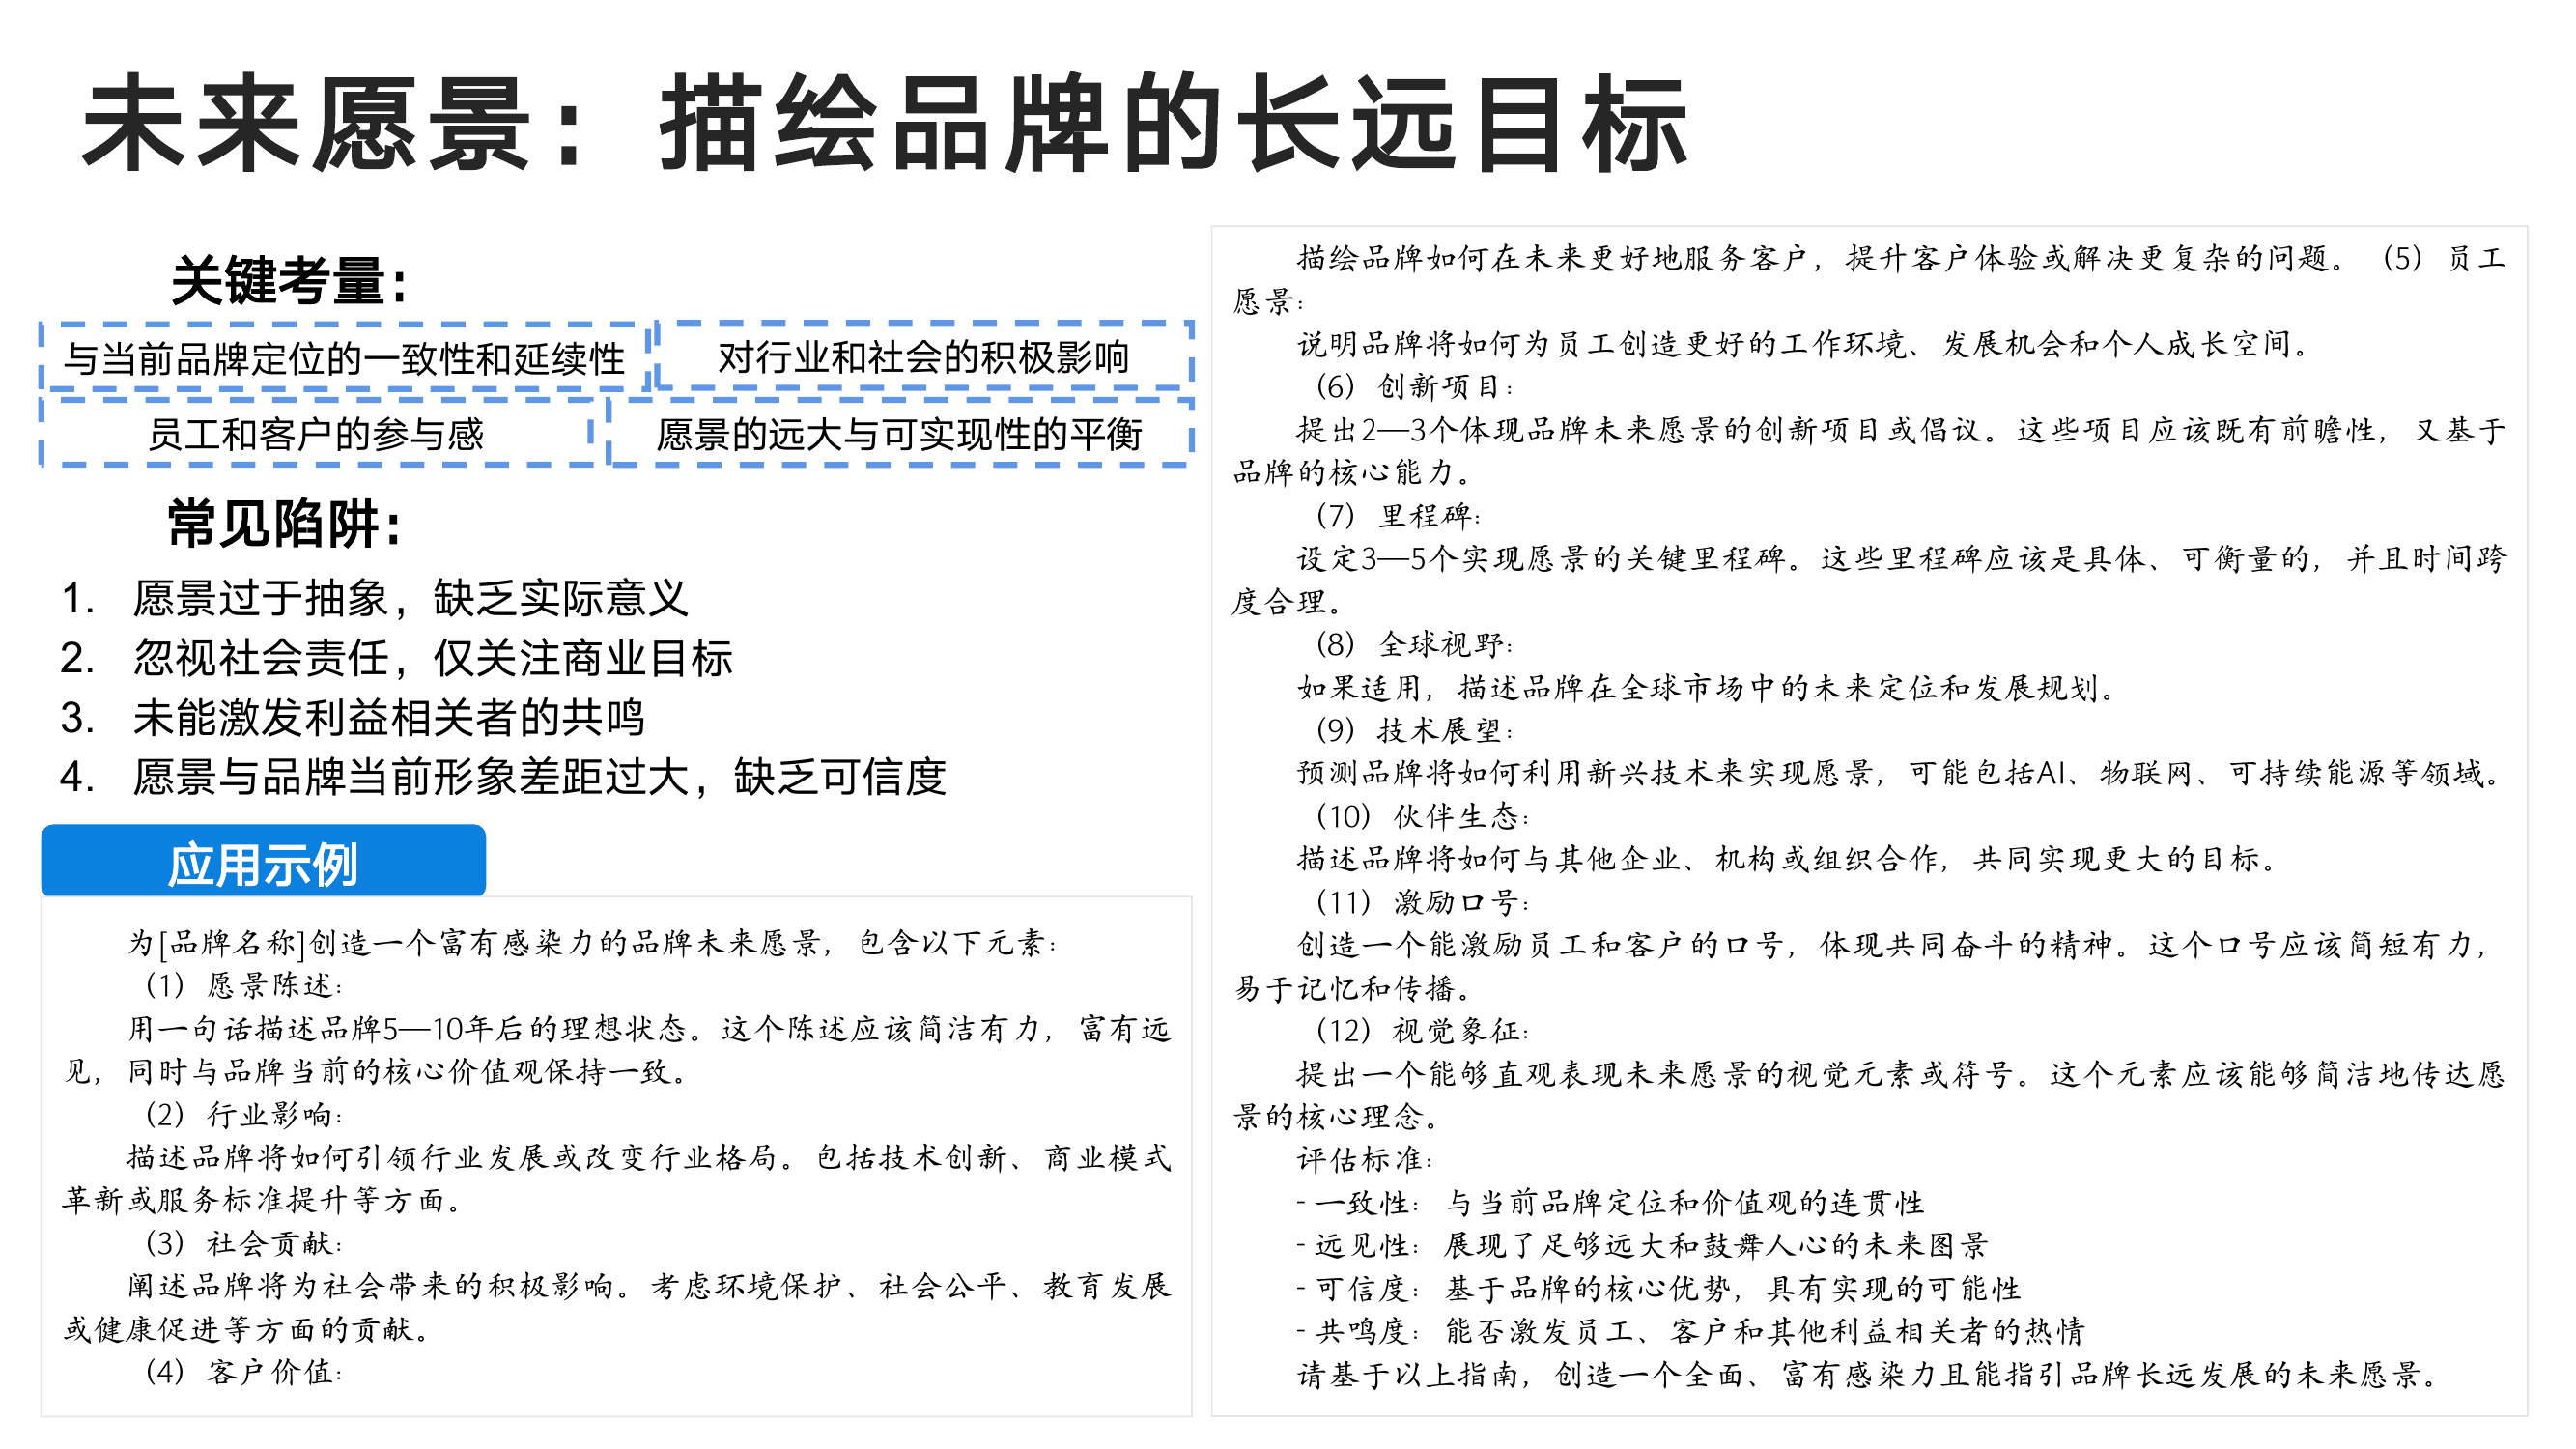 未来愿景：描绘品牌的长远目标
关键考量：
与当前品牌定位的一致性和延续性
对行业和社会的积极影响
员工和客户的参与感
愿景的远大与可实现性的平衡
常见陷阱：
1. 愿景过于抽象，缺乏实际意义
2. 忽视社会责任，仅关注商业目标
3. 未能激发利益相关者的共鸣
4. 愿景与品牌当前形象差距过大，缺乏可信度
应用示例
为[品牌名称]创造一个富有感染力的品牌未来愿景，包含以下元素：
（1）愿景陈述：
用一句话描述品牌5—10年后的理想状态。这个陈述应该简洁有力，富有远
见，同时与品牌当前的核心价值观保持一致。
（2）行业影响：
描述品牌将如何引领行业发展或改变行业格局。包括技术创新、商业模式
革新或服务标准提升等方面。
（3）社会贡献：
阐述品牌将为社会带来的积极影响。考虑环境保护、社会公平、教育发展
或健康促进等方面的贡献。
（4）客户价值：
描绘品牌如何在未来更好地服务客户，提升客户体验或解决更复杂的问题。（5）员工
愿景：
说明品牌将如何为员工创造更好的工作环境、发展机会和个人成长空间。
（6）创新项目：
提出2—3个体现品牌未来愿景的创新项目或倡议。这些项目应该既有前瞻性，又基于
品牌的核心能力。
（7）里程碑：
设定3—5个实现愿景的关键里程碑。这些里程碑应该是具体、可衡量的，并且时间跨
度合理。
（8）全球视野：
如果适用，描述品牌在全球市场中的未来定位和发展规划。
（9）技术展望：
预测品牌将如何利用新兴技术来实现愿景，可能包括AI、物联网、可持续能源等领域。
（10）伙伴生态：
描述品牌将如何与其他企业、机构或组织合作，共同实现更大的目标。
（11）激励口号：
创造一个能激励员工和客户的口号，体现共同奋斗的精神。这个口号应该简短有力，
易于记忆和传播。
（12）视觉象征：
提出一个能够直观表现未来愿景的视觉元素或符号。这个元素应该能够简洁地传达愿
景的核心理念。
评估标准：
- 一致性：与当前品牌定位和价值观的连贯性
- 远见性：展现了足够远大和鼓舞人心的未来图景
- 可信度：基于品牌的核心优势，具有实现的可能性
- 共鸣度：能否激发员工、客户和其他利益相关者的热情
请基于以上指南，创造一个全面、富有感染力且能指引品牌长远发展的未来愿景。